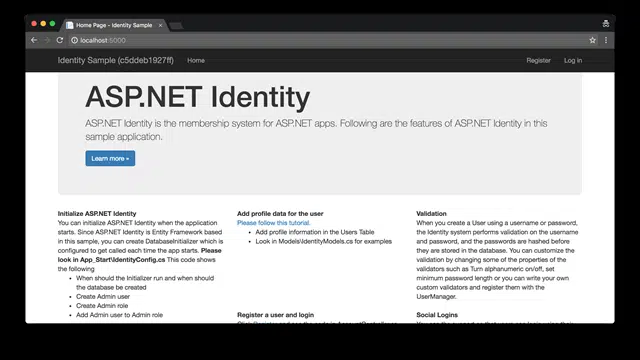 Home Page - Identity Sample
localhost:5000
Identity Sample (c5ddeb1927ff) Home Register Log in
ASP.NET Identity
ASP.NET Identity is the membership system for ASP.NET apps. Following are the features of ASP.NET Identity in this
sample application.
Learn more »
Initialize ASP.NET Identity
You can initialize ASP.NET Identity when the application
starts. Since ASP.NET Identity is Entity Framework based
in this sample, you can create DatabaseInitializer which is
configured to get called each time the app starts. Please
look in App_Start\IdentityConfig.cs This code shows
the following
When should the Initializer run and when should
the database be created
Create Admin user
Create Admin role
Add Admin user to Admin role
Add profile data for the user
Please follow this tutorial.
Add profile information in the Users Table
Look in Models\IdentityModels.cs for examples
Register a user and login
Validation
When you create a User using a username or password,
the Identity system performs validation on the username
and password, and the passwords are hashed before
they are stored in the database. You can customize the
validation by changing some of the properties of the
validators such as Turn alphanumeric on/off, set
minimum password length or you can write your own
custom validators and register them with the
UserManager.
Social Logins